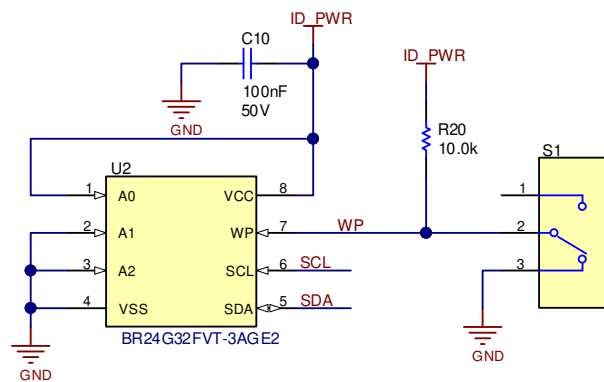 ID_PWR
C10
100nF
50V
GND
ID_PWR
R20
10.0k
S1
1
2
3
GND
U2
1 A0
2 A1
3 A2
4 VSS
VCC 8
WP 7 WP
SCL 6 SCL
SDA 5 SDA
BR24G32FVT-3AGE2
GND